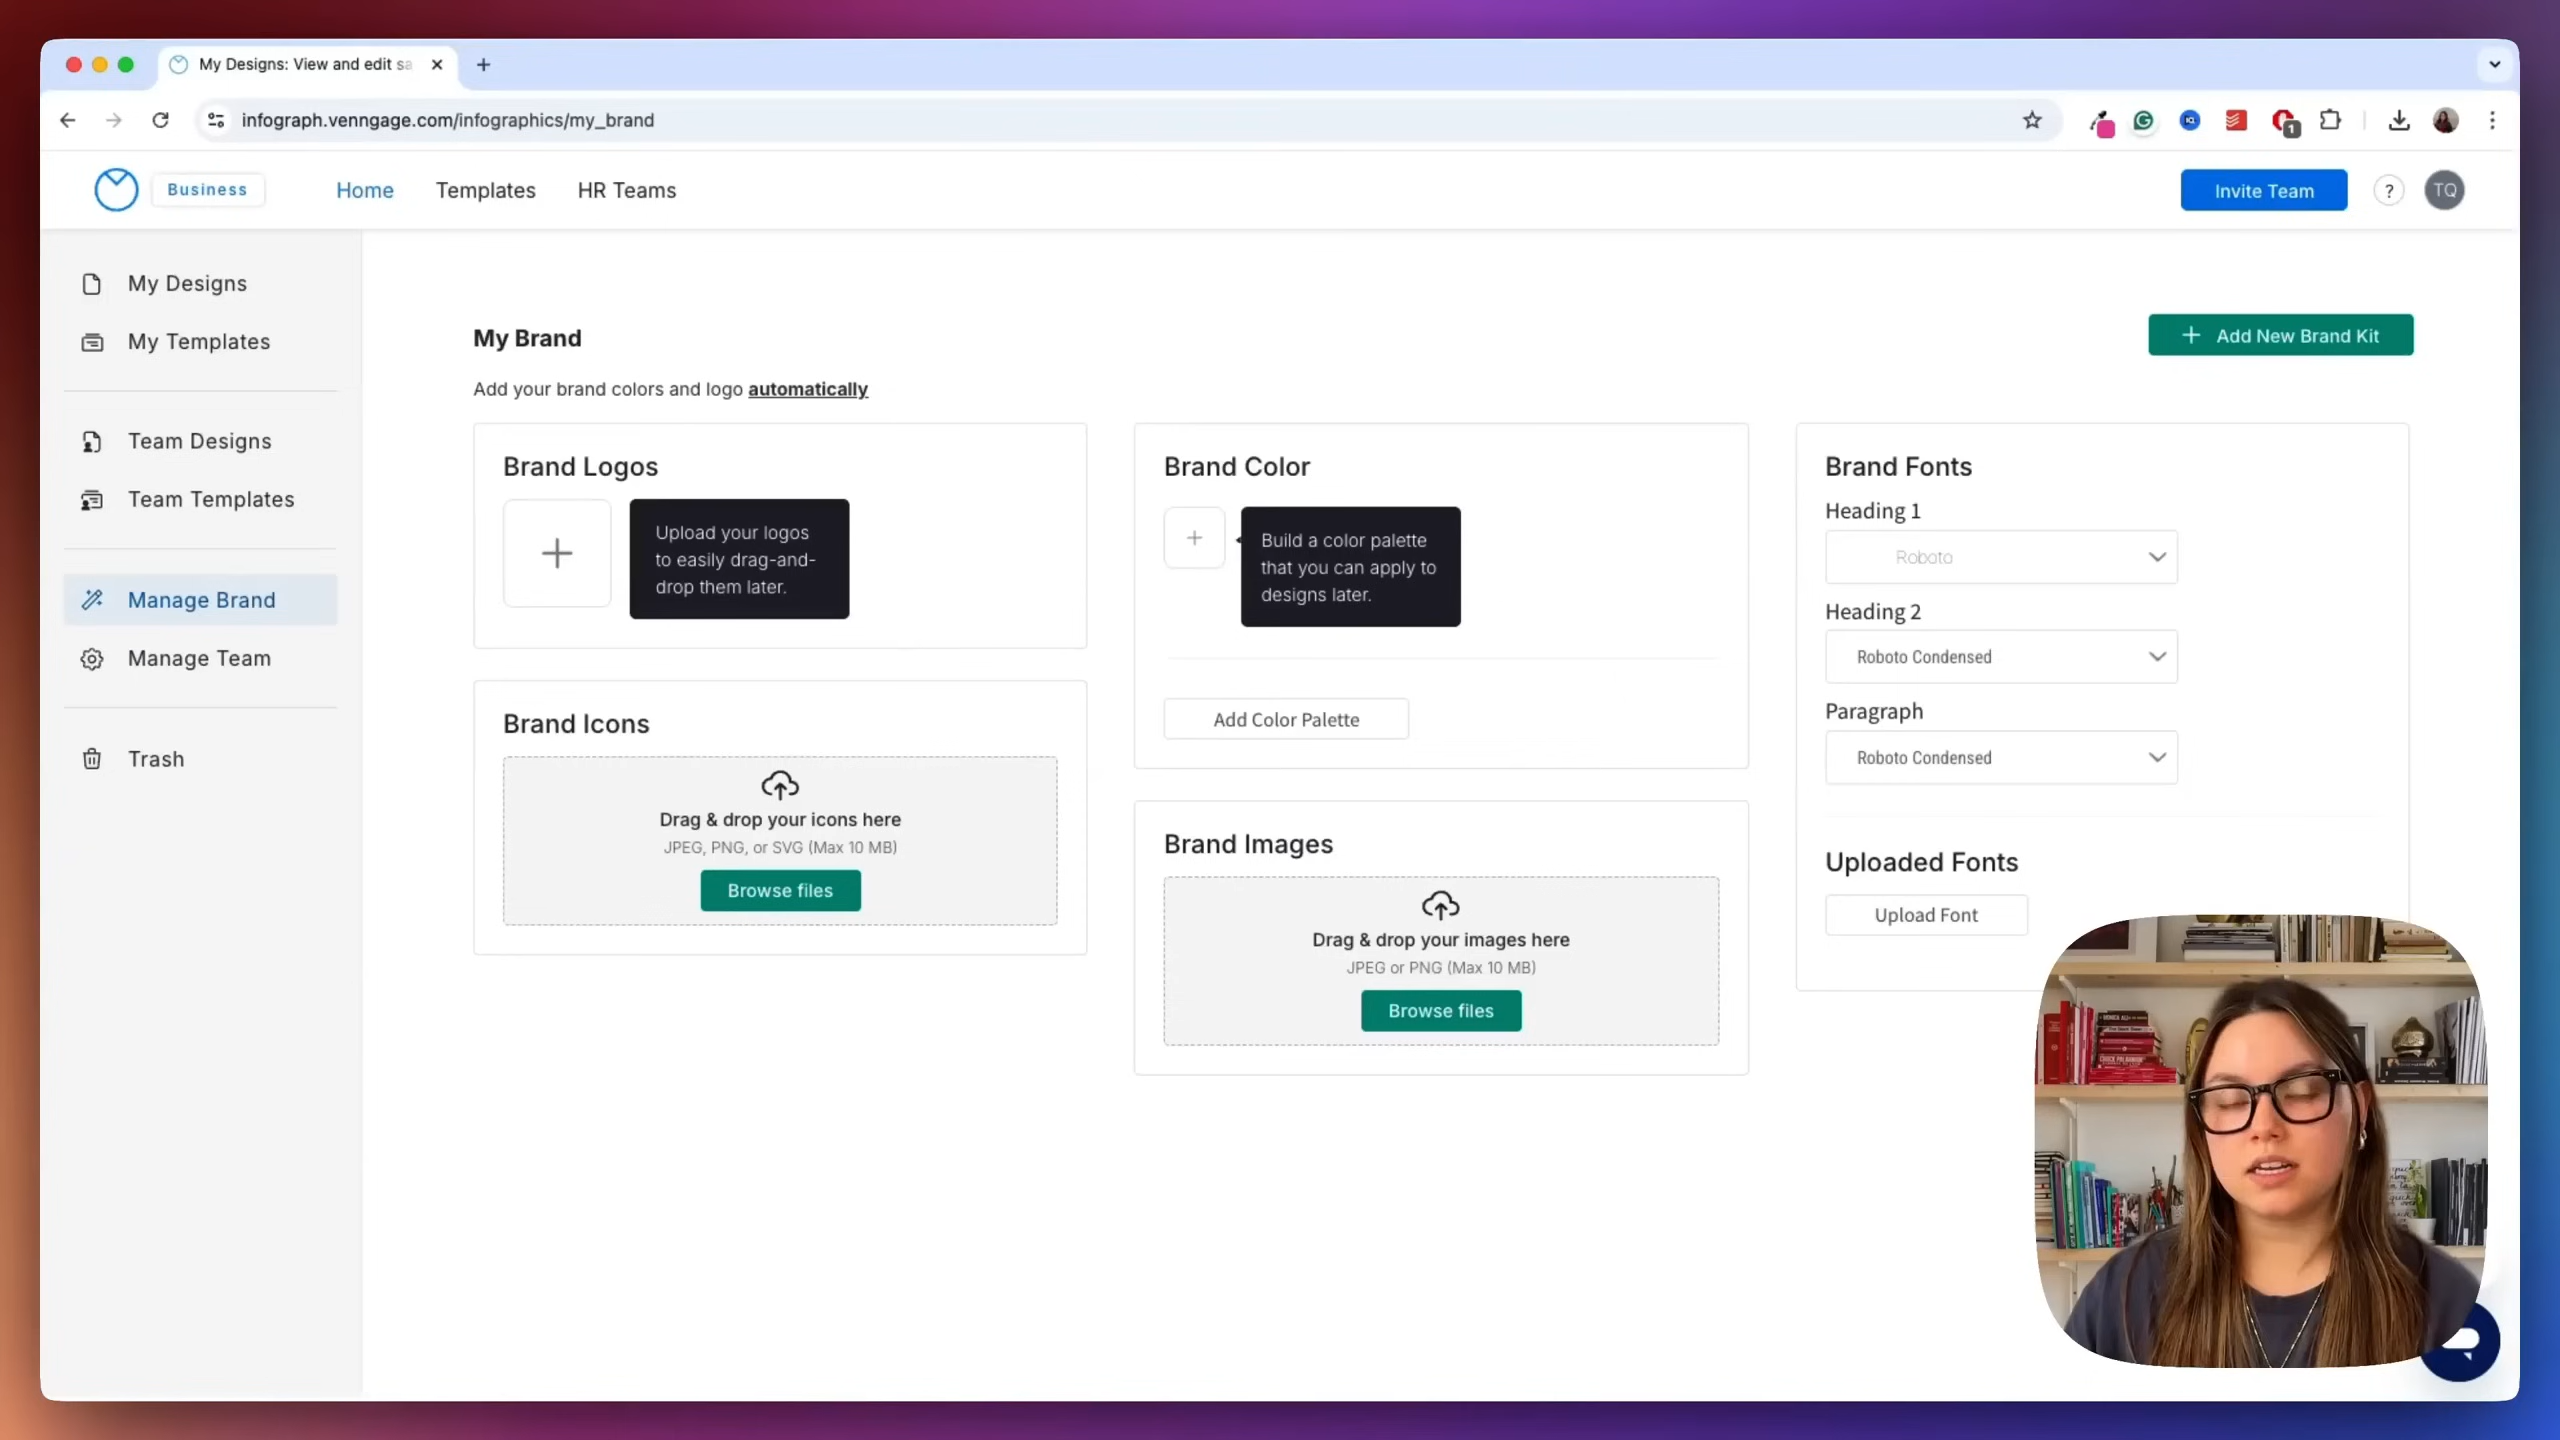 My Designs: View and edit sa
infograph.venngage.com/infographics/my_brand
1
Business
Home
Templates
HR Teams
Invite Team
?
TQ
My Designs
My Templates
Team Designs
Team Templates
Manage Brand
Manage Team
Trash
My Brand
Add New Brand Kit
Add your brand colors and logo automatically
Brand Logos
Upload your logos
to easily drag-and-
drop them later.
Brand Icons
Drag & drop your icons here
JPEG, PNG, or SVG (Max 10 MB)
Browse files
Brand Color
Build a color palette
that you can apply to
designs later.
Add Color Palette
Brand Images
Drag & drop your images here
JPEG or PNG (Max 10 MB)
Browse files
Brand Fonts
Heading 1
Roboto
Heading 2
Roboto Condensed
Paragraph
Roboto Condensed
Uploaded Fonts
Upload Font